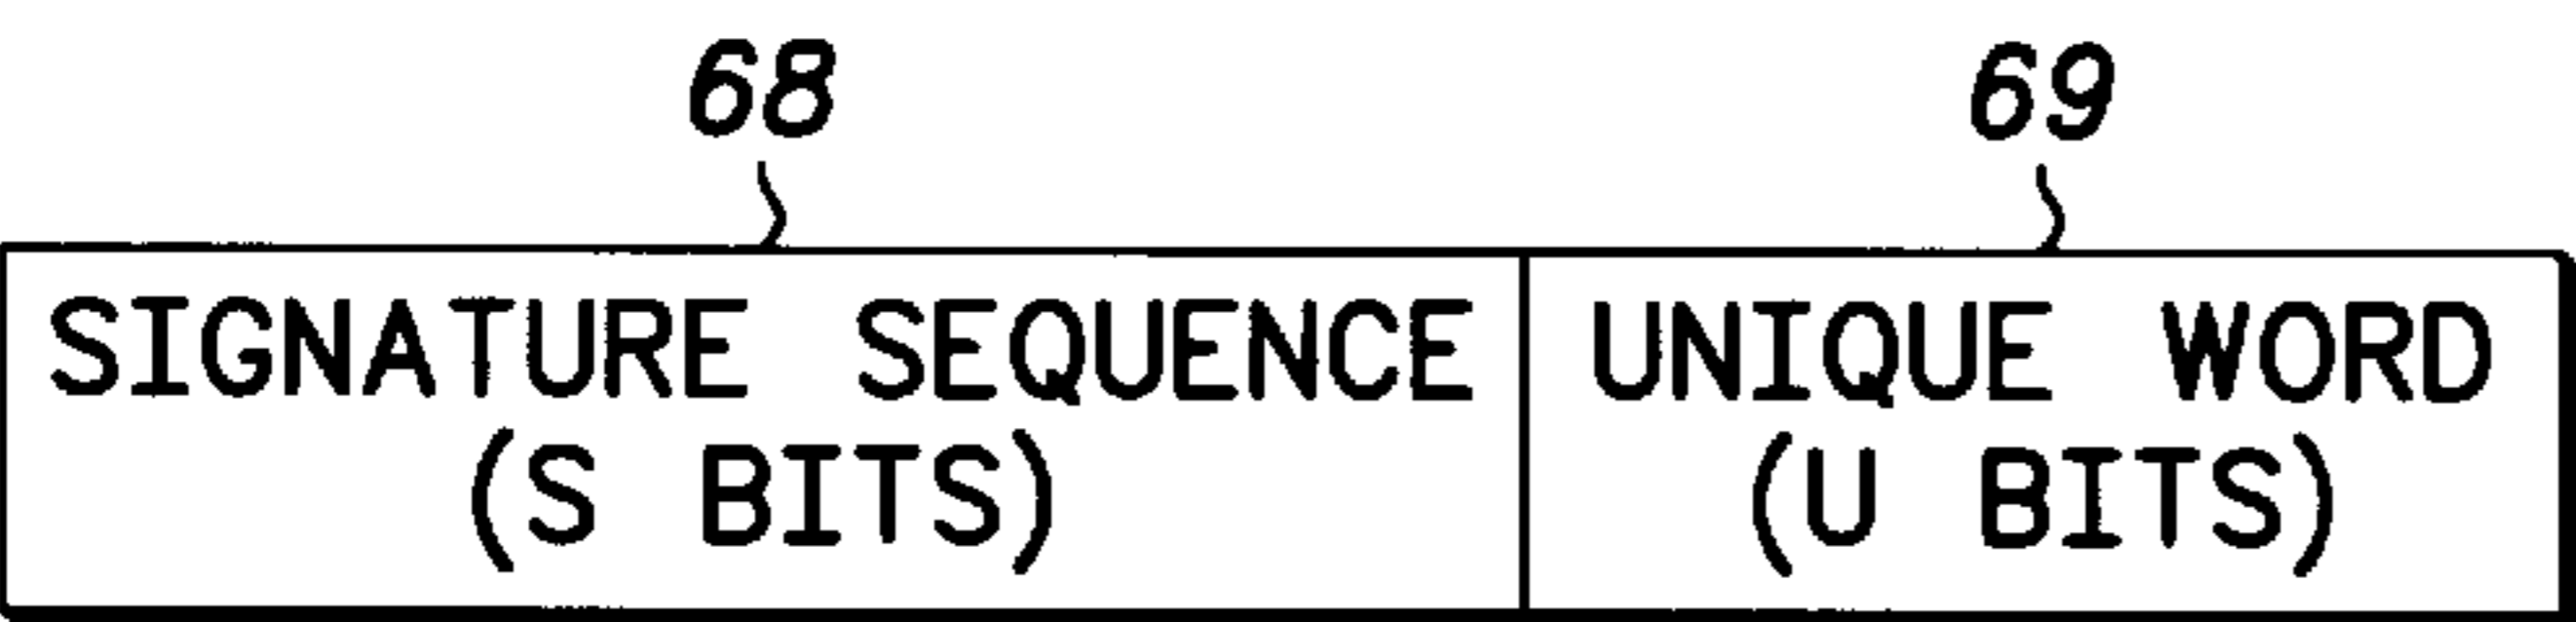 68 69
SIGNATURE SEQUENCE UNIQUE WORD
(S BITS) (U BITS)